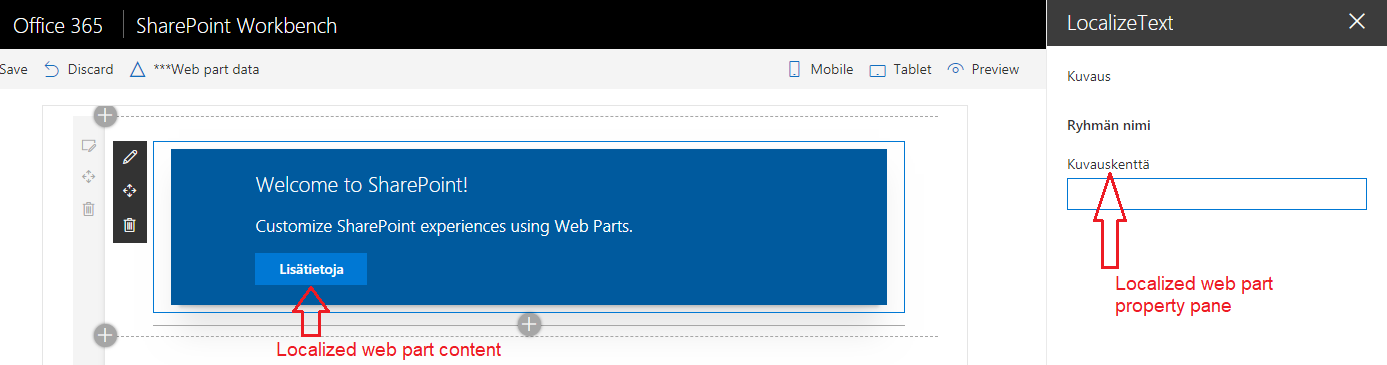 Office 365 SharePoint Workbench
LocalizeText
Save Discard ***Web part data Mobile Tablet Preview
Kuvaus
Ryhmän nimi
Kuvauskenttä
Welcome to SharePoint!
Customize SharePoint experiences using Web Parts.
Lisätietoja
Localized web part
property pane
Localized web part content